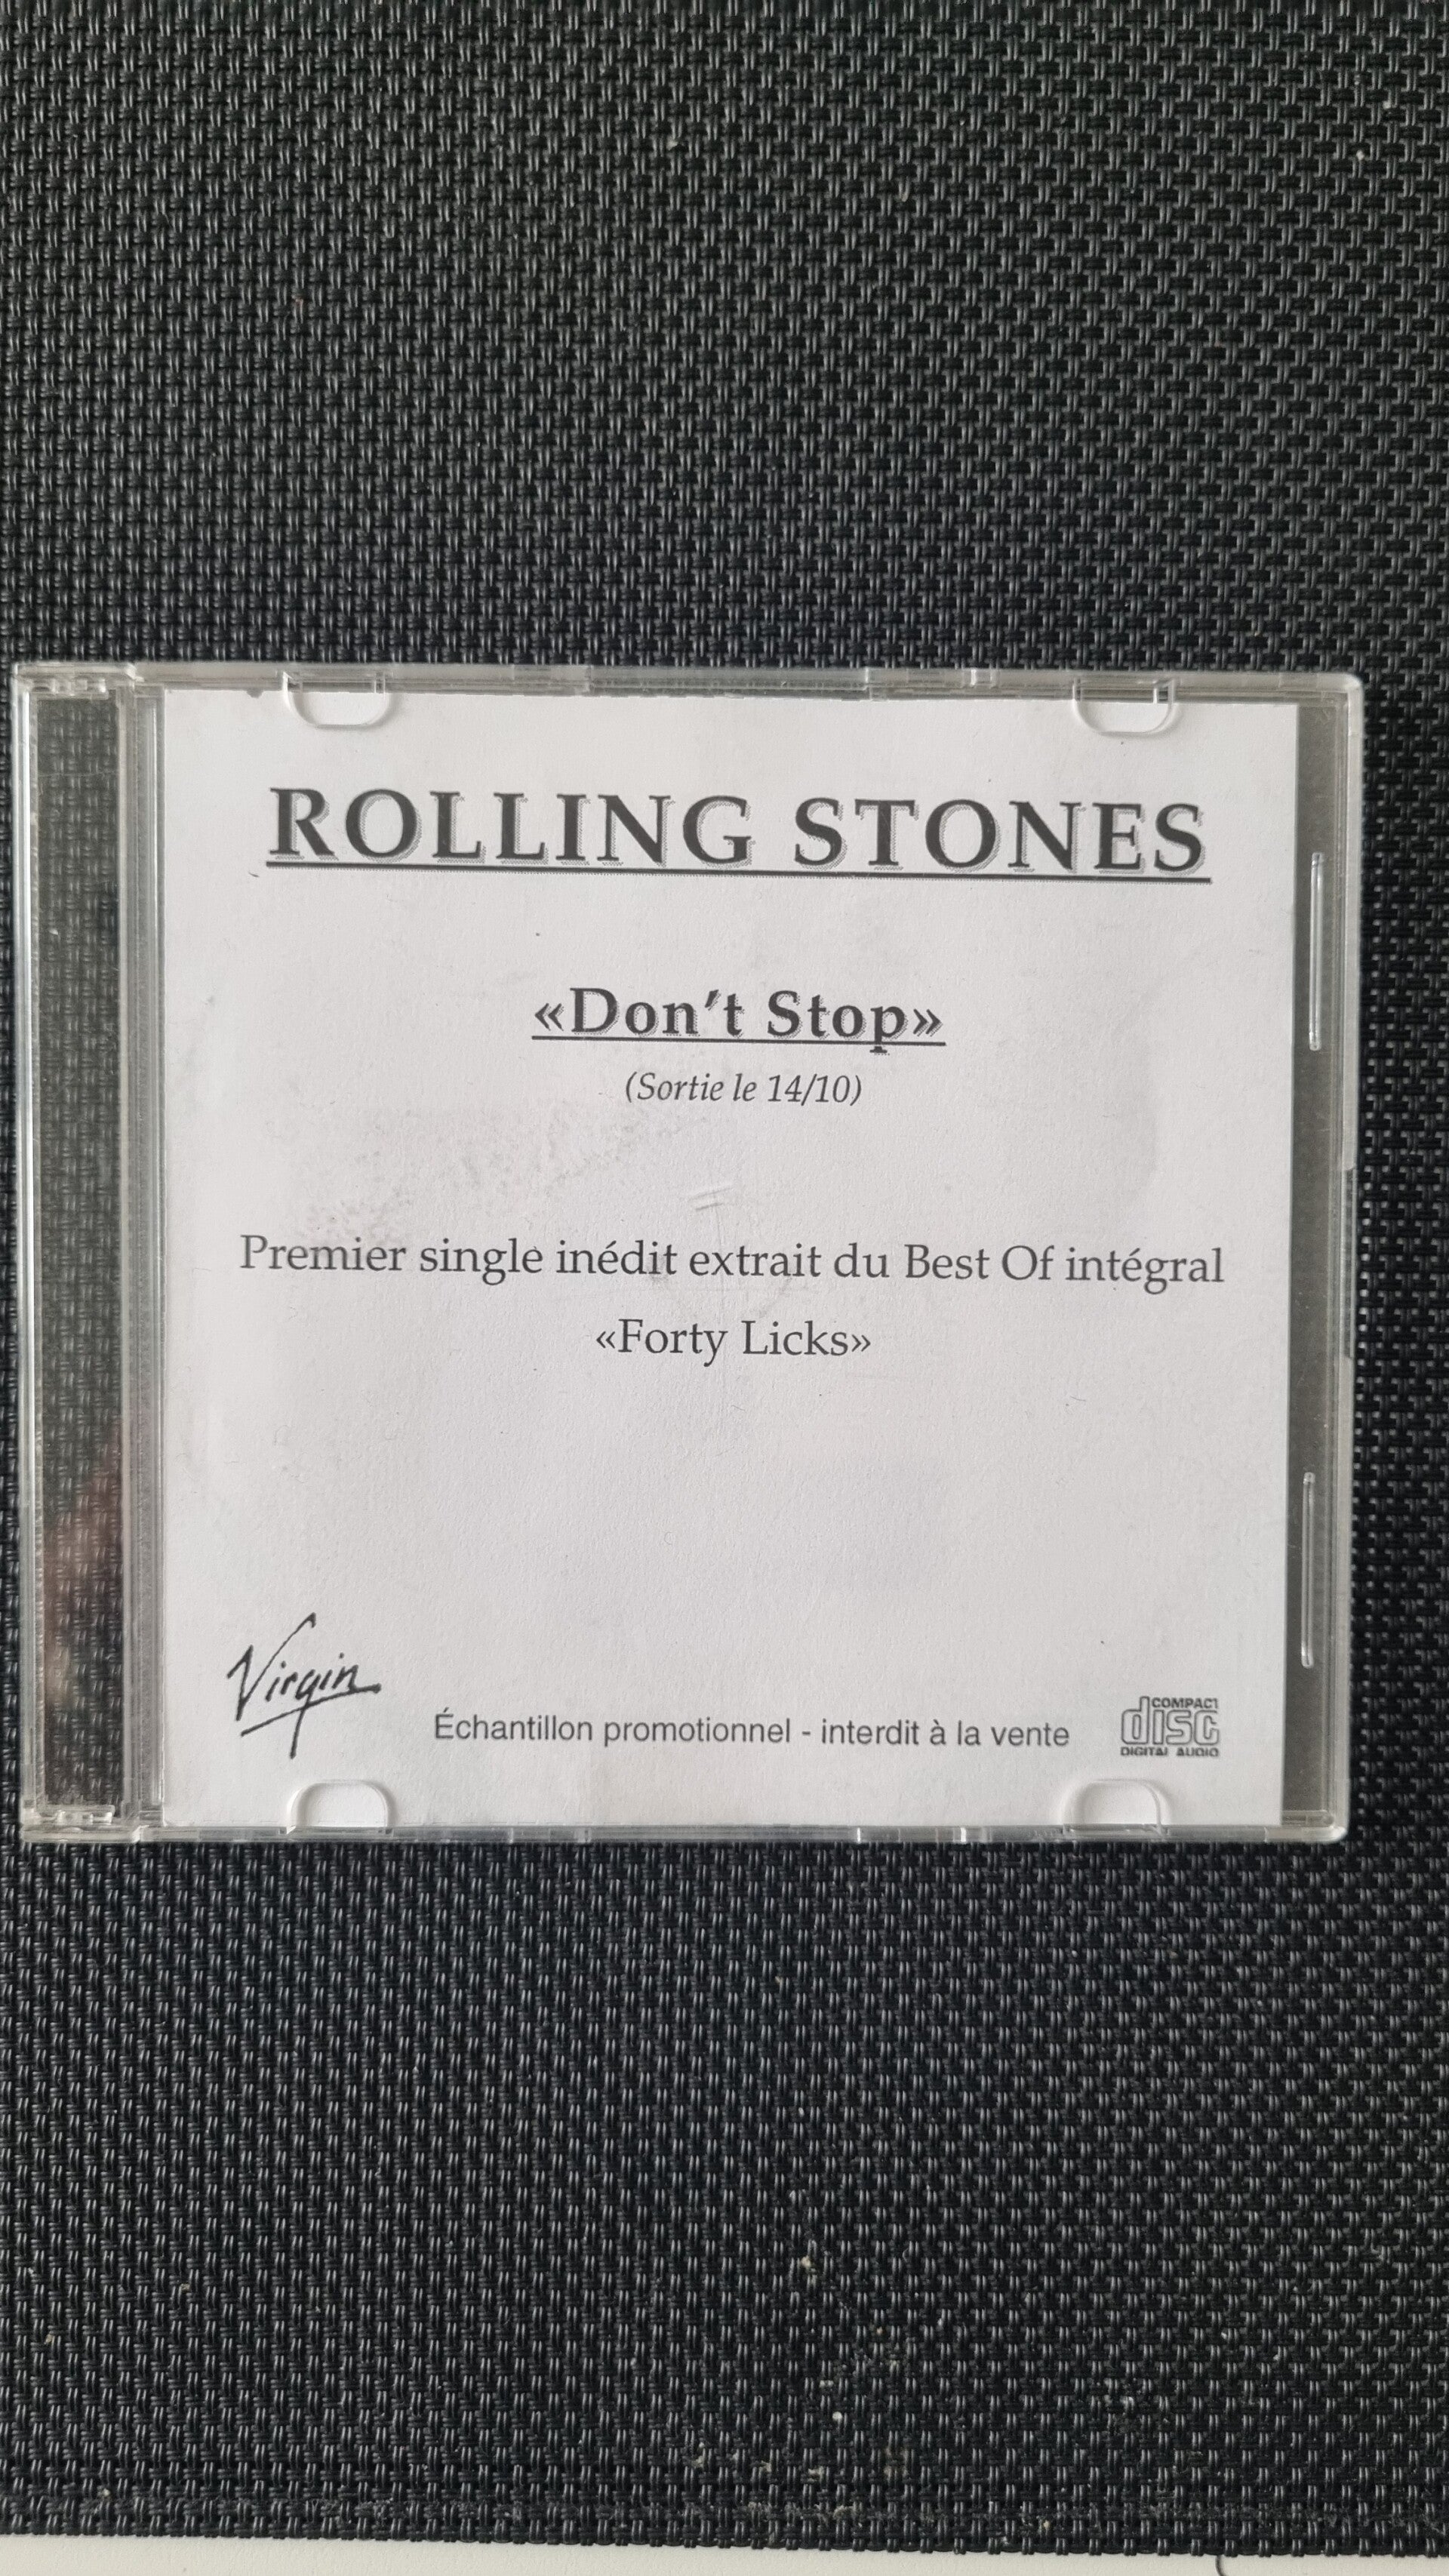 ROLLING STONES
«Don't Stop»
(Sortie le 14/10)
Premier single inédit extrait du Best Of intégral
«Forty Licks»
Virgin
Échantillon promotionnel - interdit à la vente
COMPACT
disc
DIGITAL AUDIO